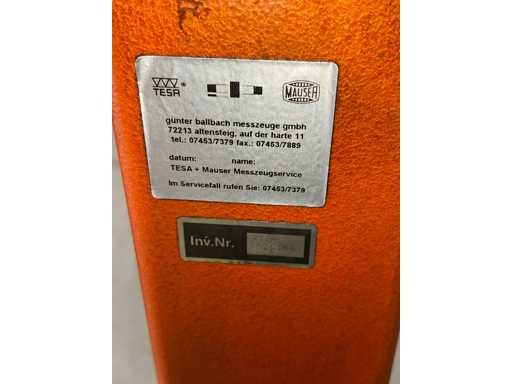 TESA ®
MAUSER
gunter ballbach messzeuge gmbh
72213 altensteig, auf der harte 11
tel.: 07453/7379 fax.: 07453/7889
datum: name:
TESA + Mauser Messzeugservice
Im Servicefall rufen Sie: 07453/7379
Inv.Nr.